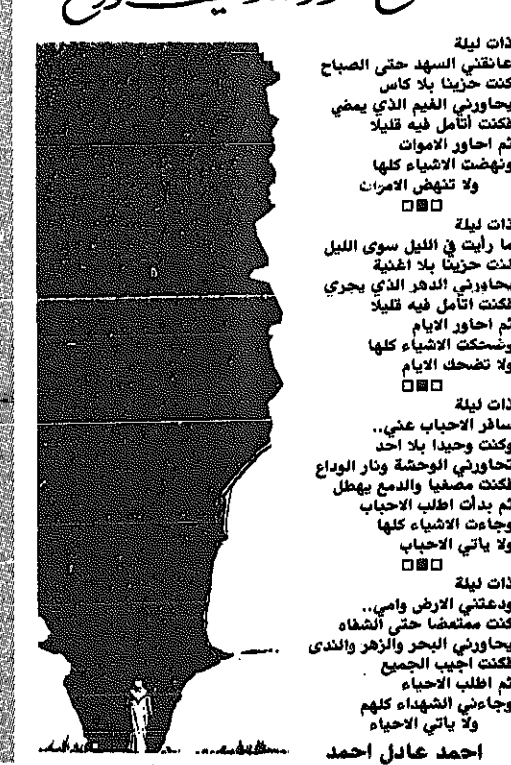 ذات ليلة
عانقني السهد حتى الصباح
كنت حزينا بلا كاس
يحاورني الغيم الذي يمضي
فكنت أتأمل فيه قليلا
ثم احاور الاموات
ونهضت الاشياء كلها
ولا تنهض الاموات
ذات ليلة
ما رأيت في الليل سوى الليل
كنت حزينا بلا اغنية
يحاورني الدهر الذي يجري
فكنت اتأمل فيه قليلا
ثم احاور الايام
وضحكت الاشياء كلها
ولا تضحك الايام
ذات ليلة
سافر الاحباب عني..
وكنت وحيدا بلا احد
تحاورني الوحشة ونار الوداع
فكنت مصغيا والدمع يهطل
ثم بدأت اطلب الاحباب
وجاءت الاشياء كلها
ولا ياتي الاحباب
ذات ليلة
ودعتني الارض وامي..
كنت ممتعضا حتى الشفاه
يحاورني البحر والزهر والندى
فكنت اجيب الجميع
ثم اطلب الاحياء
وجاءني الشهداء كلهم
ولا ياتي الاحياء
احمد عادل احمد